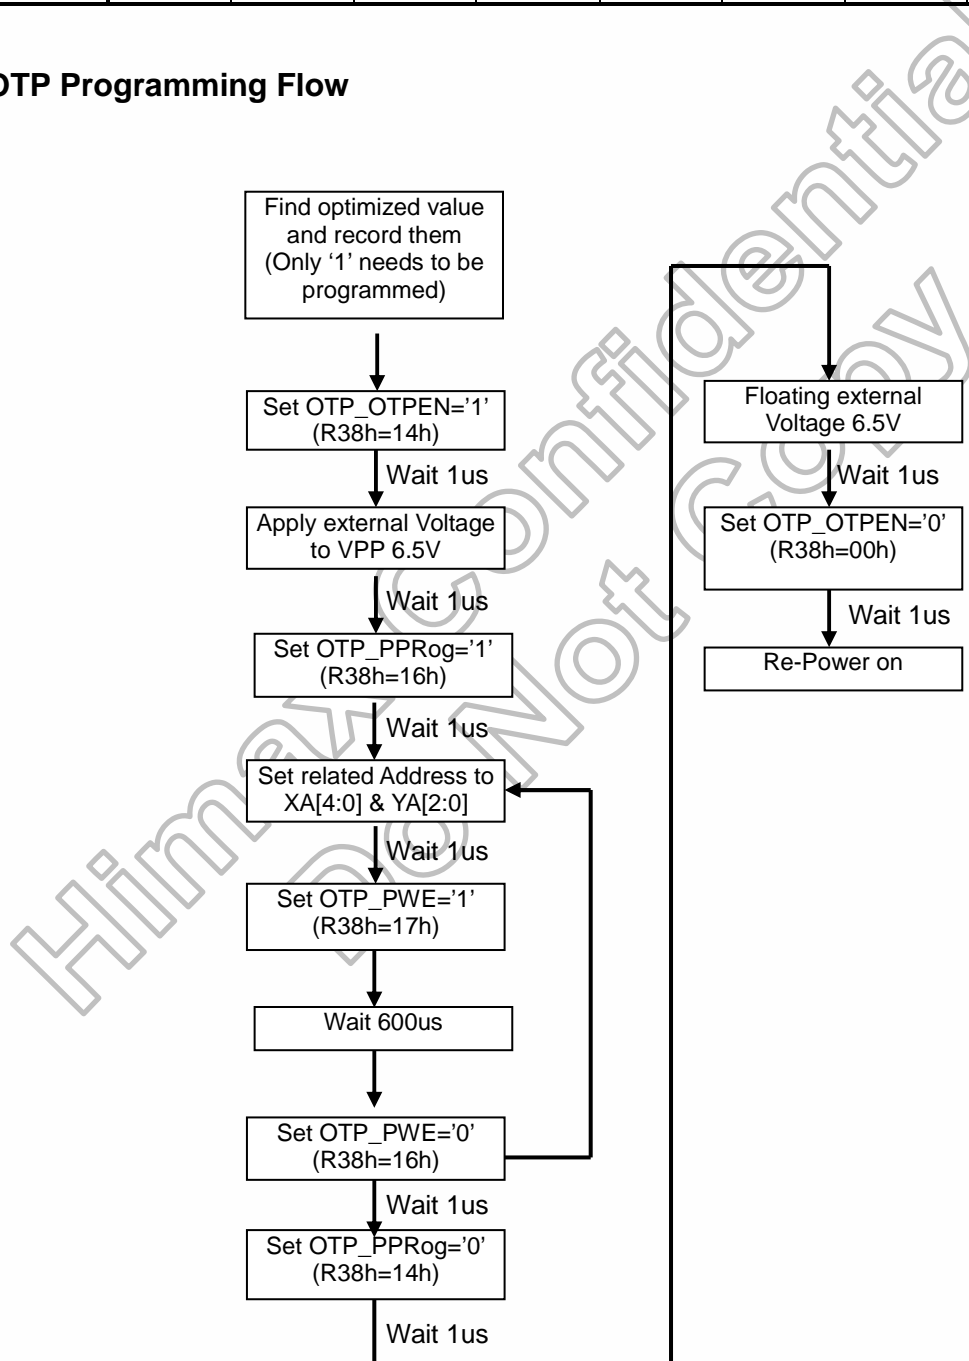 OTP Programming Flow
Find optimized value
and record them
(Only ‘1’ needs to be
programmed)
Set OTP_OTPEN=’1’
(R38h=14h)
Wait 1us
Apply external Voltage
to VPP 6.5V
Wait 1us
Set OTP_PPRog=’1’
(R38h=16h)
Wait 1us
Set related Address to
XA[4:0] & YA[2:0]
Wait 1us
Set OTP_PWE=’1’
(R38h=17h)
Wait 600us
Set OTP_PWE=’0’
(R38h=16h)
Wait 1us
Set OTP_PPRog=’0’
(R38h=14h)
Wait 1us
Floating external
Voltage 6.5V
Wait 1us
Set OTP_OTPEN=’0’
(R38h=00h)
Wait 1us
Re-Power on
Himax Confidential
Do Not Copy